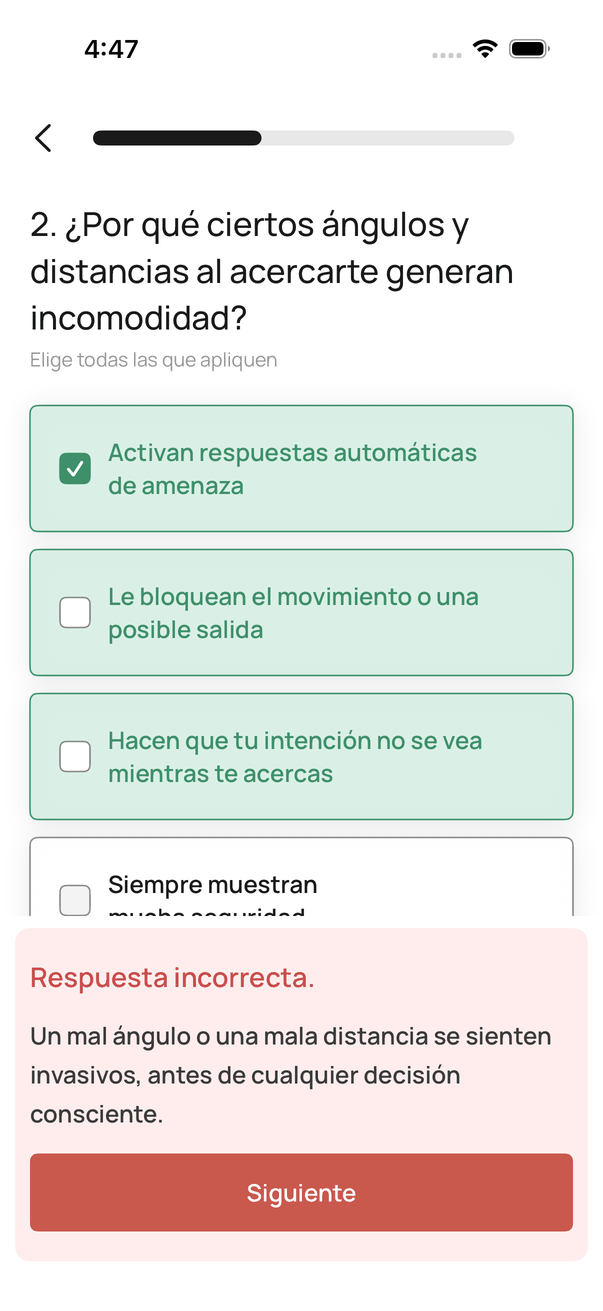 4:47
2. ¿Por qué ciertos ángulos y
distancias al acercarte generan
incomodidad?
Elige todas las que apliquen
Activan respuestas automáticas
de amenaza
Le bloquean el movimiento o una
posible salida
Hacen que tu intención no se vea
mientras te acercas
Siempre muestran
mucha seguridad
Respuesta incorrecta.
Un mal ángulo o una mala distancia se sienten
invasivos, antes de cualquier decisión
consciente.
Siguiente